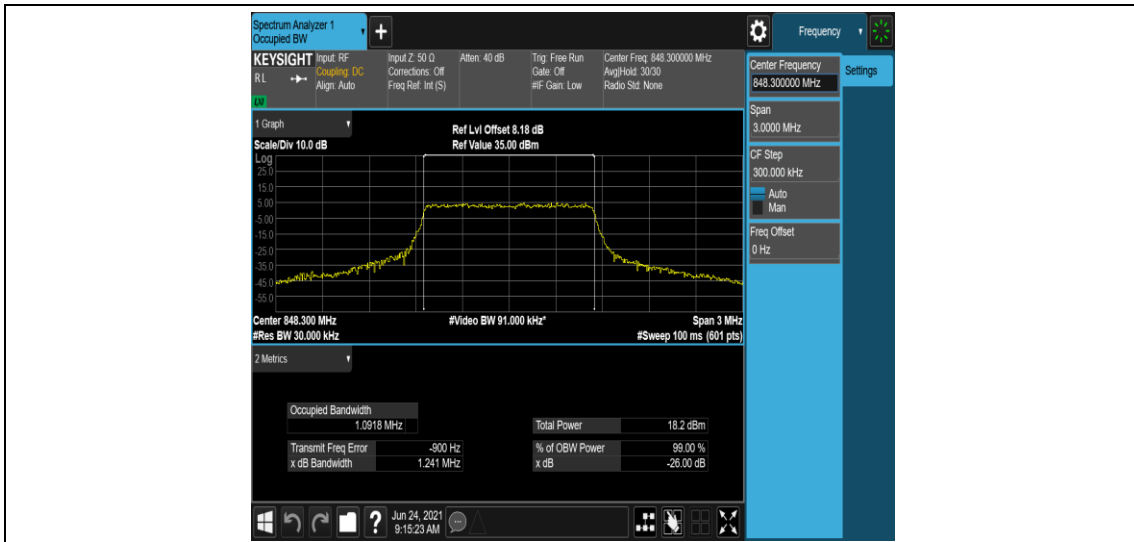 Spectrum Analyzer 1
Occupied BW
Frequency
KEYSIGHT
RL
LXI
Input: RF
Coupling: DC
Align: Auto
Input Z: 50 Ω
Corrections: Off
Freq Ref: Int (S)
Atten: 40 dB
Trig: Free Run
Gate: Off
#IF Gain: Low
Center Freq: 848.300000 MHz
Avg|Hold: 30/30
Radio Std: None
Center Frequency
848.300000 MHz
Settings
Span
3.0000 MHz
CF Step
300.000 kHz
Auto
Man
Freq Offset
0 Hz
1 Graph
Scale/Div 10.0 dB
Ref Lvl Offset 8.18 dB
Ref Value 35.00 dBm
Log
25.0
15.0
5.00
-5.00
-15.0
-25.0
-35.0
-45.0
-55.0
Center 848.300 MHz
#Video BW 91.000 kHz*
Span 3 MHz
#Res BW 30.000 kHz
#Sweep 100 ms (601 pts)
2 Metrics
Occupied Bandwidth
1.0918 MHz
Total Power 18.2 dBm
Transmit Freq Error -900 Hz
% of OBW Power 99.00 %
x dB Bandwidth 1.241 MHz
x dB -26.00 dB
?
Jun 24, 2021
9:15:23 AM